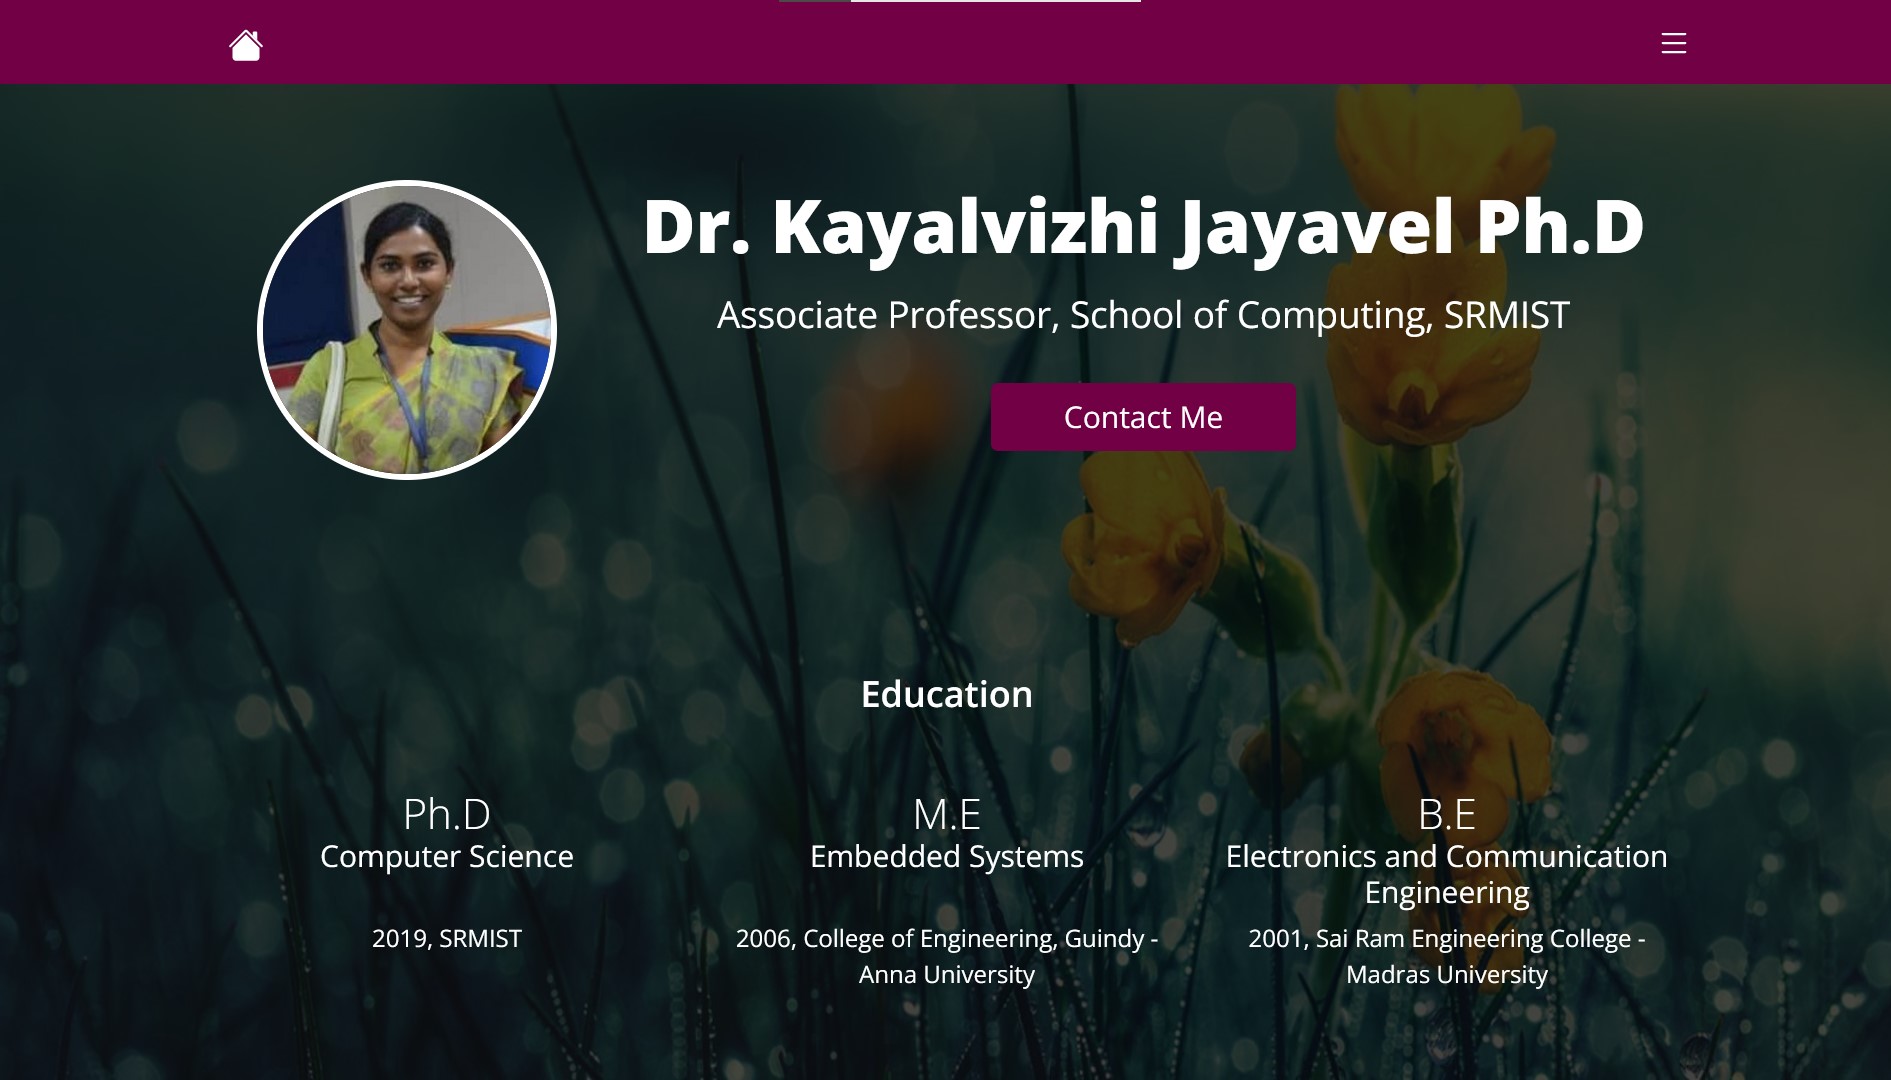 Dr. Kayalvizhi Jayavel Ph.D
Associate Professor, School of Computing, SRMIST
Contact Me
Education
Ph.D
Computer Science
2019, SRMIST
M.E
Embedded Systems
2006, College of Engineering, Guindy -
Anna University
B.E
Electronics and Communication
Engineering
2001, Sai Ram Engineering College -
Madras University